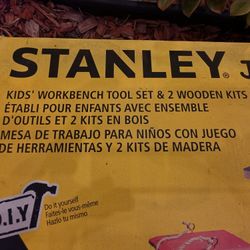 STANLEY® J
KIDS' WORKBENCH TOOL SET & 2 WOODEN KITS
ÉTABLI POUR ENFANTS AVEC ENSEMBLE
D'OUTILS ET 2 KITS EN BOIS
MESA DE TRABAJO PARA NIÑOS CON JUEGO
DE HERRAMIENTAS Y 2 KITS DE MADERA
D.I.Y
Do it yourself
Faites-le vous-même
Hazlo tu mismo